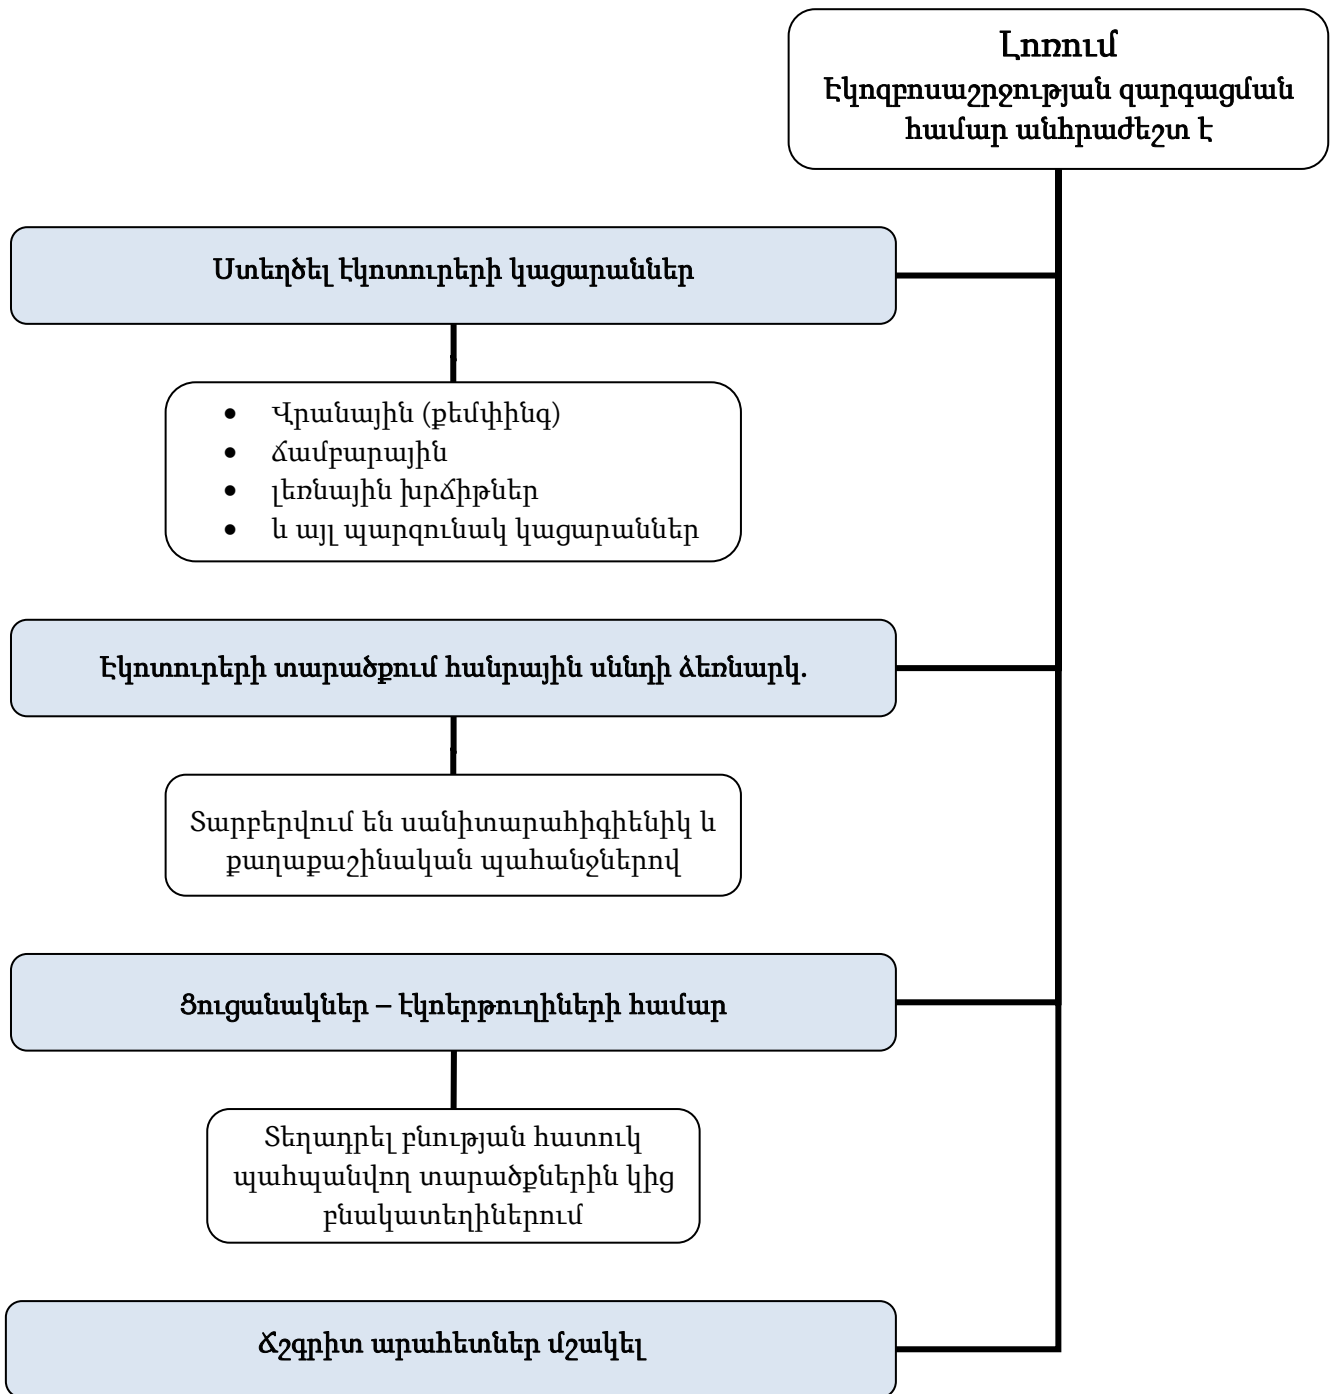 Լոռում
Էկոզբոսաշրջության զարգացման
համար անհրաժեշտ է
Ստեղծել էկոտուրերի կացարաններ
• Վրանային (քեմփինգ)
• ճամբարային
• լեռնային խրճիթներ
• և այլ պարզունակ կացարաններ
Էկոտուրերի տարածքում հանրային սննդի ձեռնարկ.
Տարբերվում են սանիտարահիգիենիկ և
քաղաքաշինական պահանջներով
Ցուցանակներ – էկոերթուղիների համար
Տեղադրել բնության հատուկ
պահպանվող տարածքներին կից
բնակատեղիներում
Ճշգրիտ արահետներ մշակել